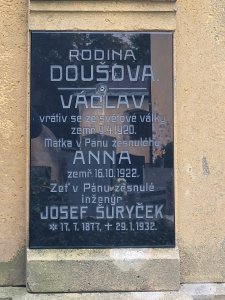 RODINA
DOUŠOVA.
VÁCLAV
vrátiv se ze světové války
zemř. 9.4.1920.
Matka v Pánu zesnulého
ANNA
zemř 16.10.1922.
Zeť v Pánu zesnulé
inženýr
JOSEF ŠURYČEK
* 17. 7. 1877, + 29. 1. 1932.